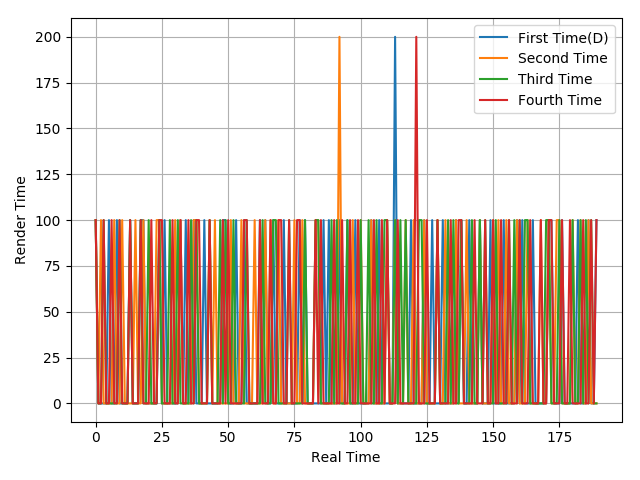 First Time(D)
Second Time
Third Time
Fourth Time
200
175
150
125
100
75
50
25
0
Render Time
0 25 50 75 100 125 150 175
Real Time